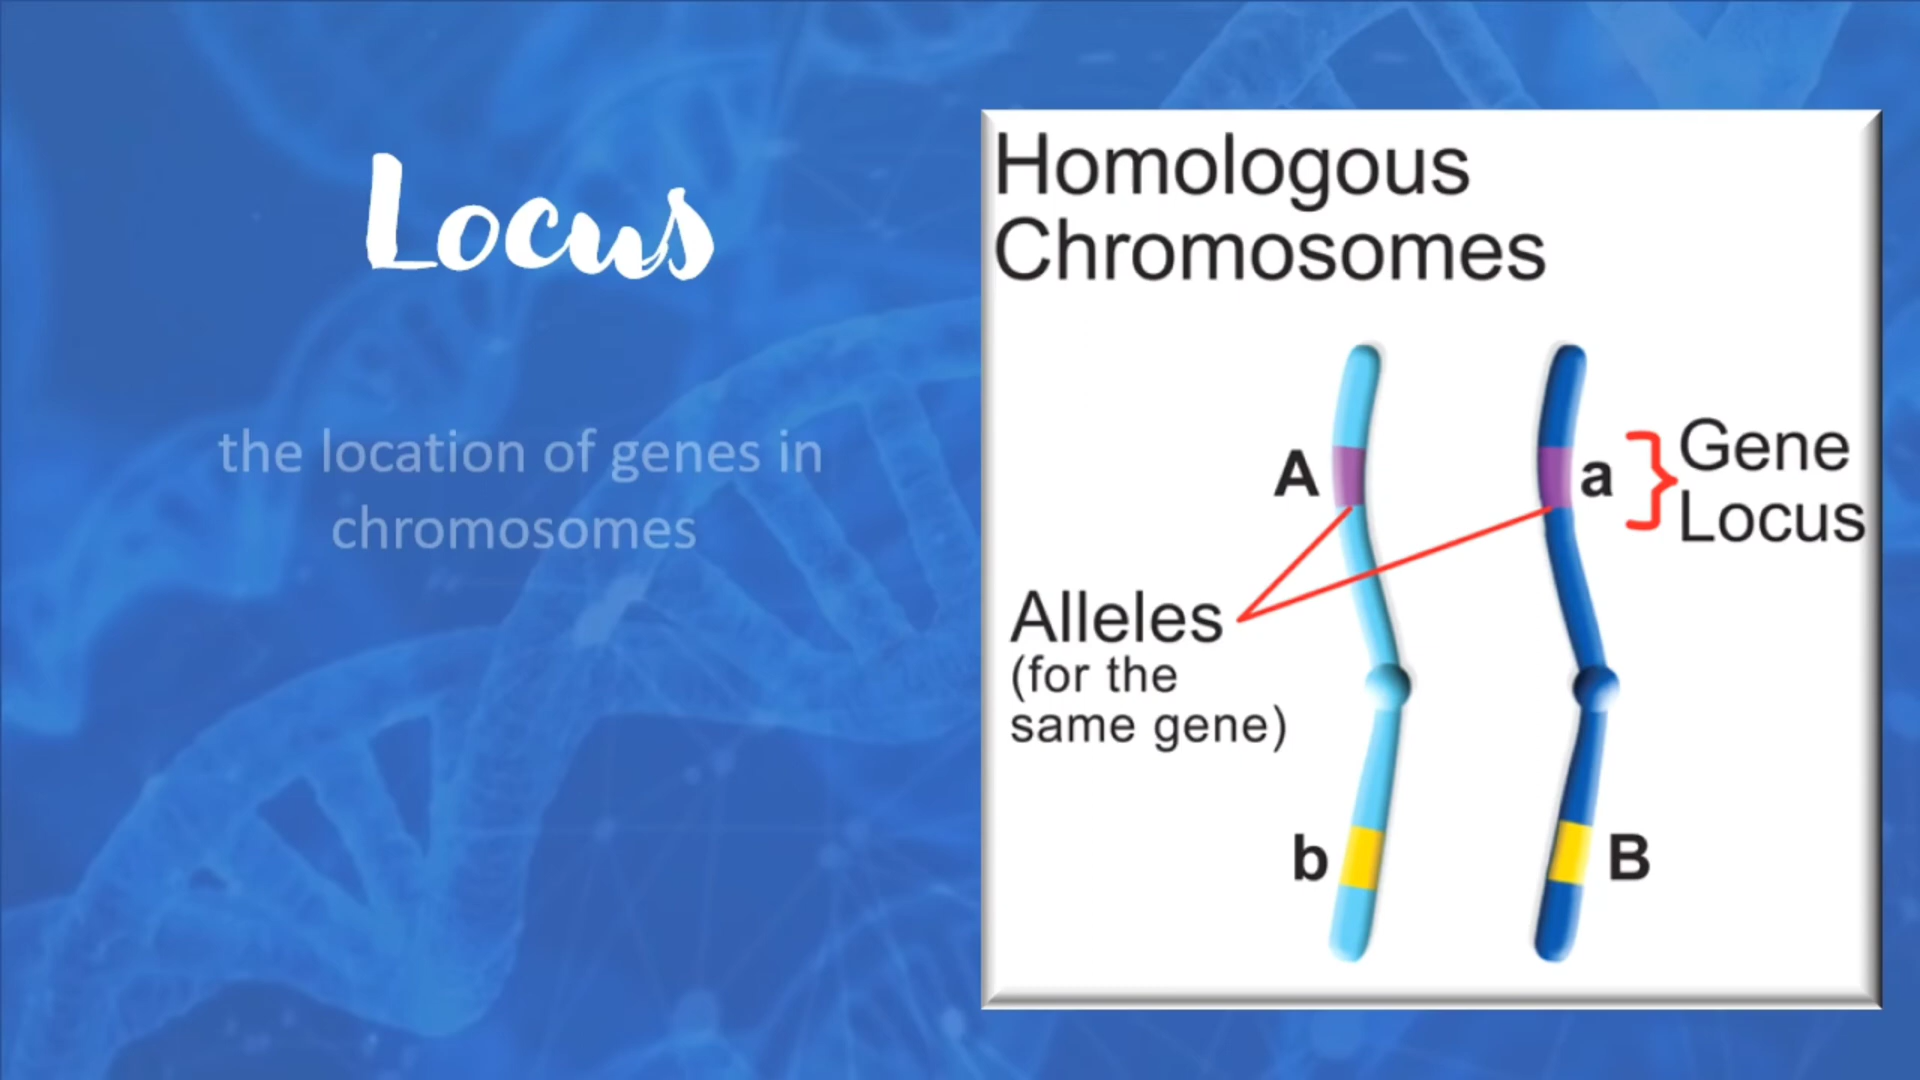 Locus
the location of genes in
chromosomes
Homologous
Chromosomes
A
a
Gene
Locus
Alleles
(for the
same gene)
b
B